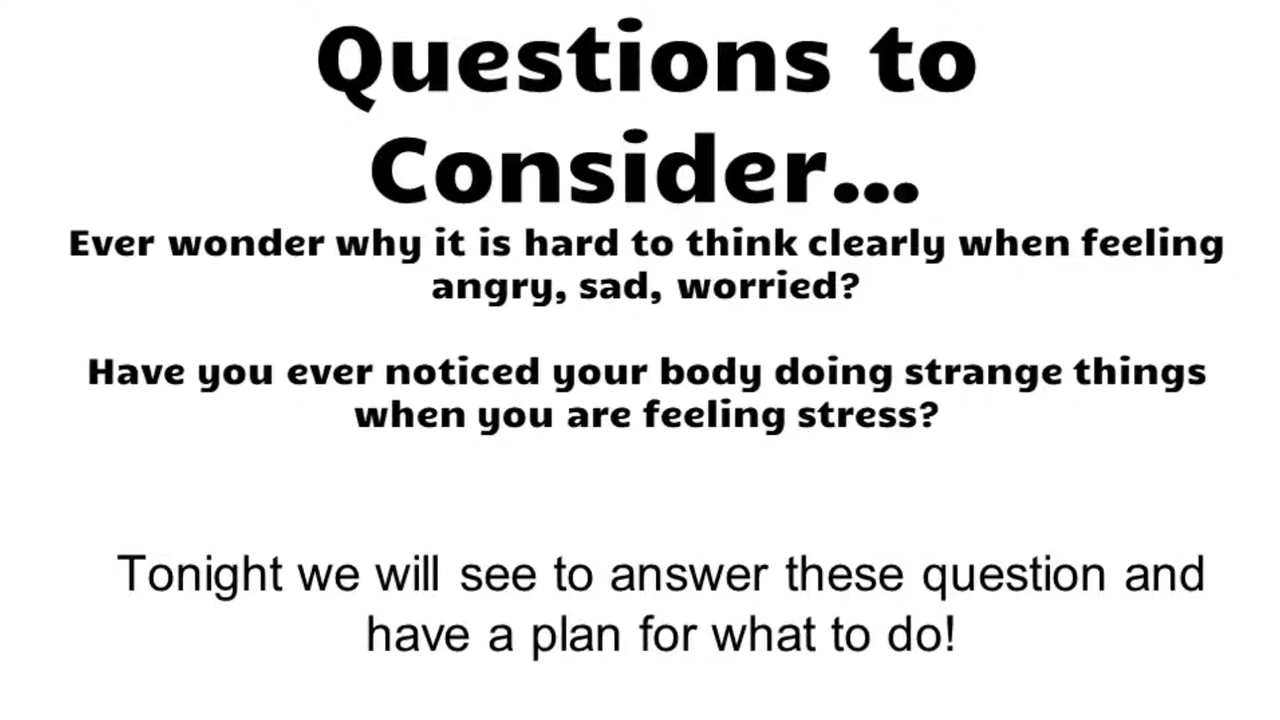 Questions to
Consider...
Ever wonder why it is hard to think clearly when feeling
angry, sad, worried?
Have you ever noticed your body doing strange things
when you are feeling stress?
Tonight we will see to answer these question and
have a plan for what to do!